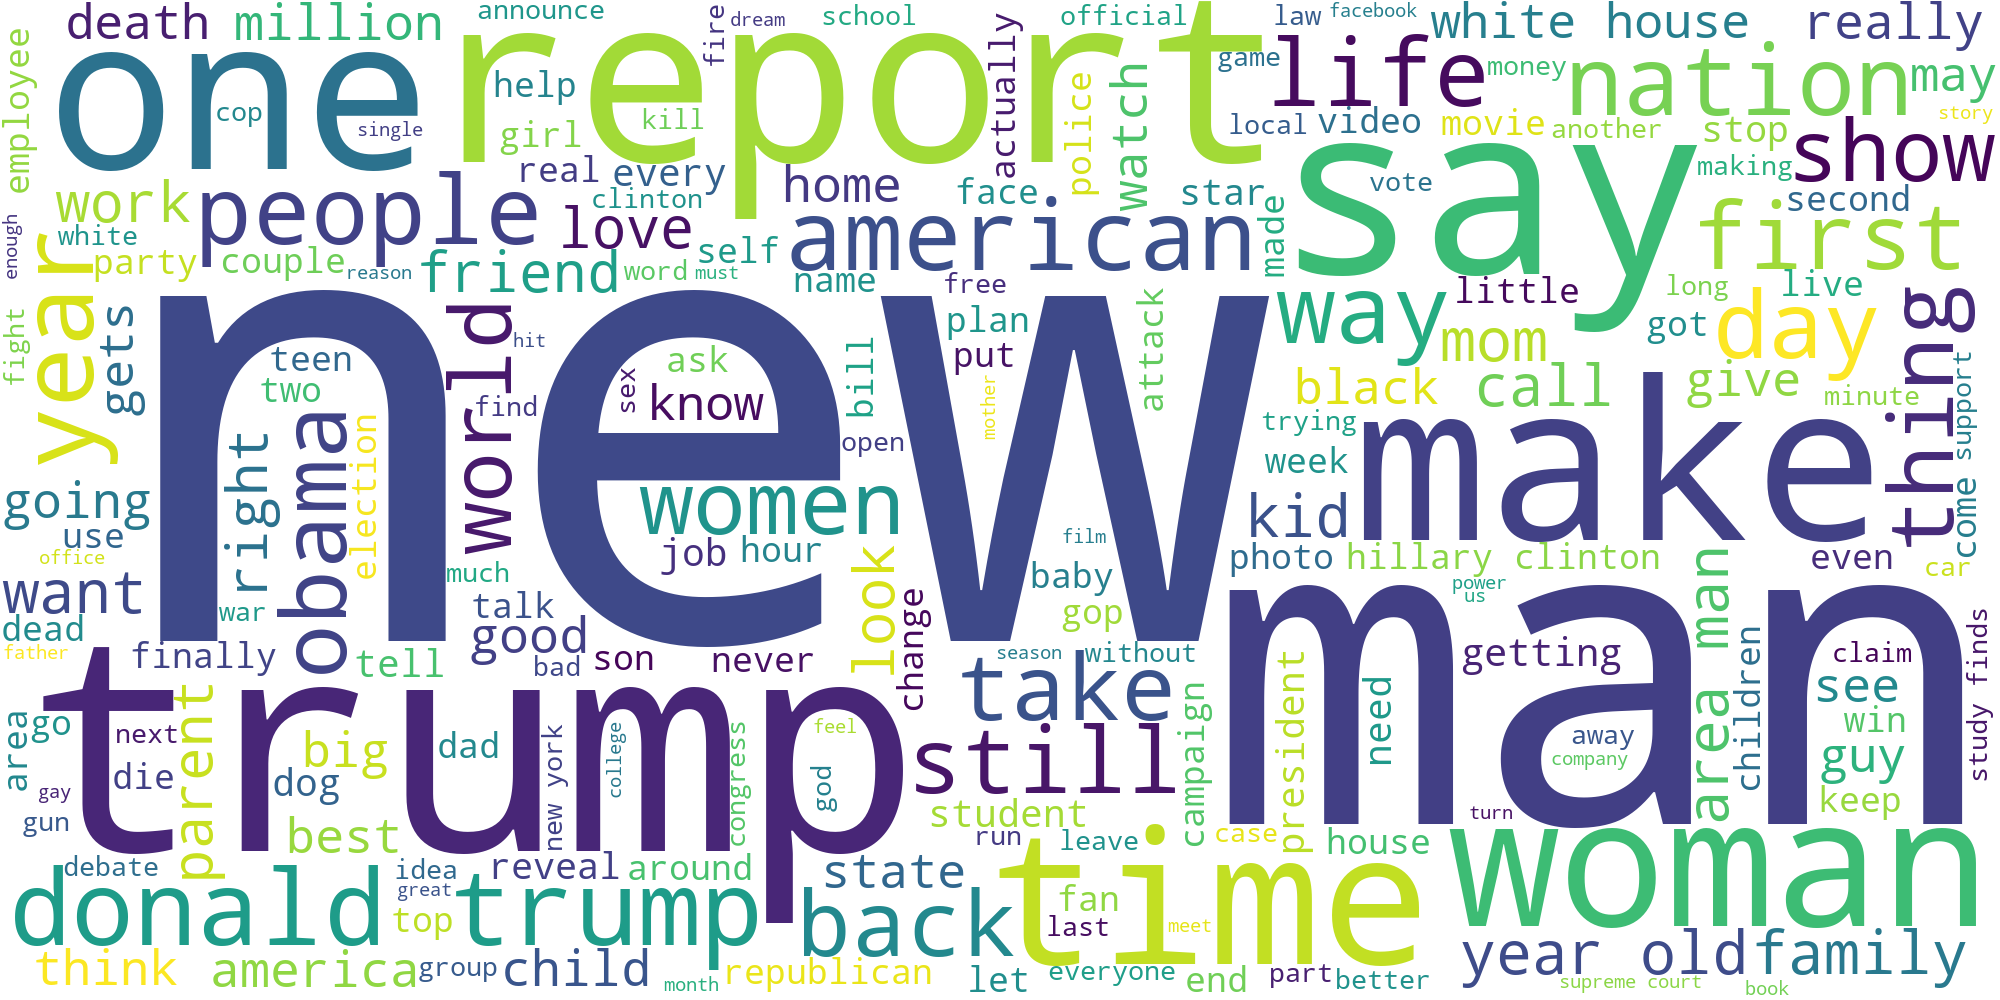 death
million
announce
school
official
law
facebook
white house
really
one
report
fire
dream
actually
game
life
money
nation
may
employee
cop
single
help
girl
kill
police
watch
local
video
movie
another
stop
story
say
show
real
every
home
face
star
vote
making
second
work
people
clinton
love
american
made
first
enough
white
party
couple
reason
friend
self
word
must
name
free
way
little
long
live
year
gets
world
plan
attack
mom
got
day
thing
fight
new
teen
two
hit
ask
bill
put
black
call
give
minute
support
obama
find
sex
know
mother
open
trying
make
come
going
right
election
women
week
kid
use
office
job
hour
film
photo
hillary clinton
even
car
want
war
much
talk
look
baby
gop
man
power
us
area man
dead
father
finally
tell
good
bad
son
never
change
season
without
getting
children
claim
study finds
trump
parent
take
campaign
president
need
see
area
go
next
die
gay
gun
big
dog
dad
new york
college
congress
feel
god
still
away
company
win
guy
keep
best
student
run
leave
case
house
turn
woman
debate
idea
great
reveal
around
state
time
donald trump
top
back
fan
last
meet
year old
family
think
america
group
child
month
republican
let
everyone
end
part
better
supreme court
book